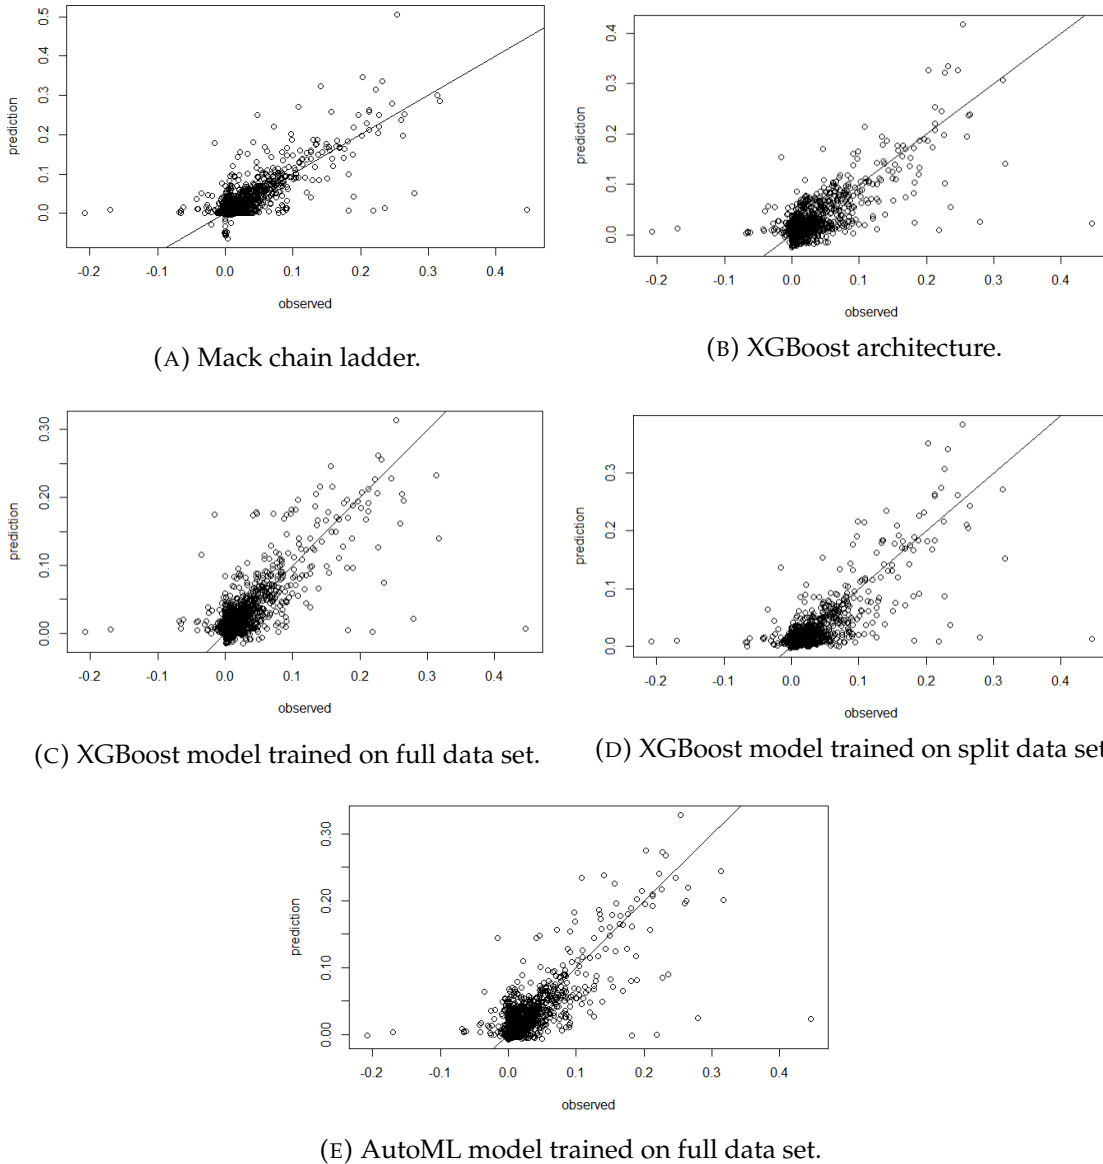 0.5
0.4
0.3
0.2
0.1
0.0
prediction
-0.2 -0.1 0.0 0.1 0.2 0.3 0.4
observed
(A) Mack chain ladder.
0.4
0.3
0.2
0.1
0.0
prediction
-0.2 -0.1 0.0 0.1 0.2 0.3 0.4
observed
(B) XGBoost architecture.
0.30
0.20
0.10
0.00
prediction
-0.2 -0.1 0.0 0.1 0.2 0.3 0.4
observed
(C) XGBoost model trained on full data set.
0.3
0.2
0.1
0.0
prediction
-0.2 -0.1 0.0 0.1 0.2 0.3 0.4
observed
(D) XGBoost model trained on split data set
0.30
0.20
0.10
0.00
prediction
-0.2 -0.1 0.0 0.1 0.2 0.3 0.4
observed
(E) AutoML model trained on full data set.